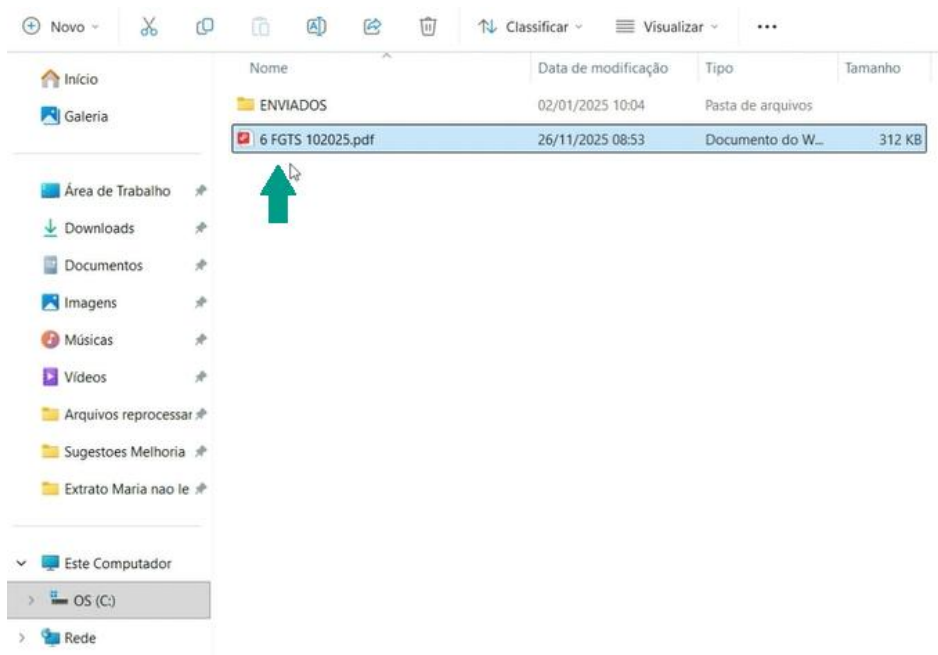 Novo
Classificar
Visualizar
Início
Galeria
Área de Trabalho
Downloads
Documentos
Imagens
Músicas
Vídeos
Arquivos reprocessar
Sugestoes Melhoria
Extrato Maria nao le
Este Computador
OS (C:)
Rede
Nome Data de modificação Tipo Tamanho
ENVIADOS 02/01/2025 10:04 Pasta de arquivos
6 FGTS 102025.pdf 26/11/2025 08:53 Documento do W... 312 KB